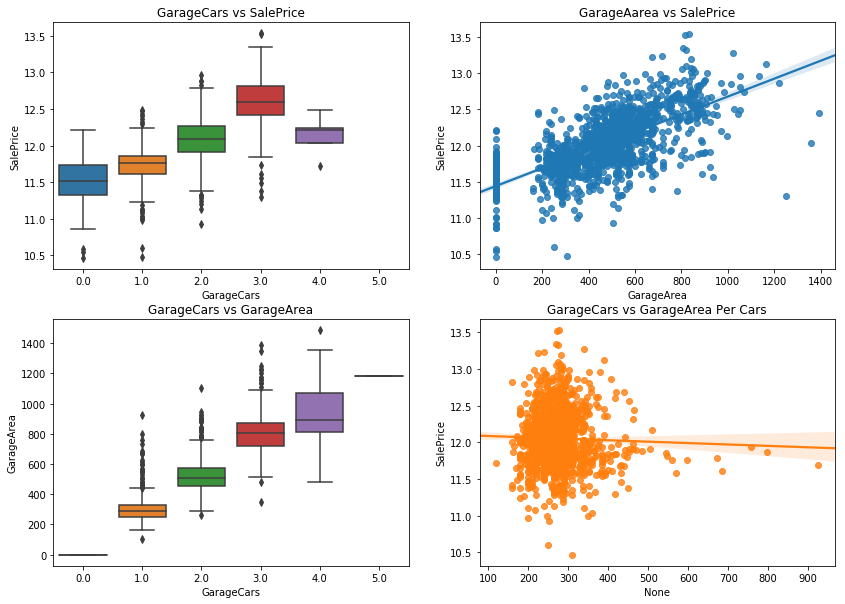 GarageCars vs SalePrice
SalePrice
13.5
13.0
12.5
12.0
11.5
11.0
10.5
0.0 1.0 2.0 3.0 4.0 5.0
GarageCars
GarageAarea vs SalePrice
SalePrice
13.5
13.0
12.5
12.0
11.5
11.0
10.5
0 200 400 600 800 1000 1200 1400
GarageArea
GarageCars vs GarageArea
GarageArea
1400
1200
1000
800
600
400
200
0
0.0 1.0 2.0 3.0 4.0 5.0
GarageCars
GarageCars vs GarageArea Per Cars
SalePrice
13.5
13.0
12.5
12.0
11.5
11.0
10.5
100 200 300 400 500 600 700 800 900
None